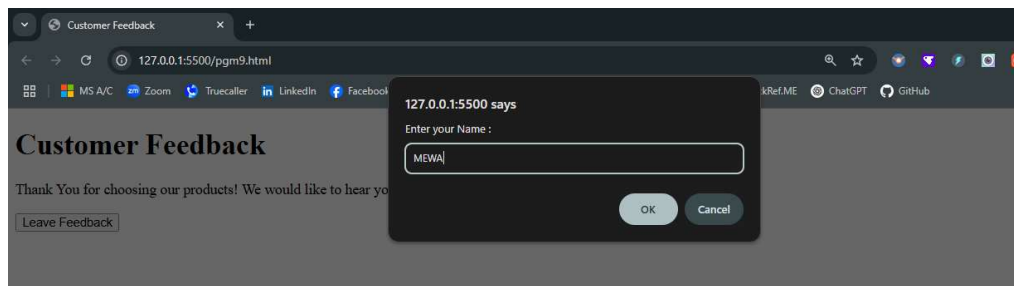 Customer Feedback
127.0.0.1:5500/pgm9.html
MS A/C Zoom Truecaller LinkedIn Facebook kRef.ME ChatGPT GitHub
127.0.0.1:5500 says
Enter your Name :
MEWA
OK Cancel
Customer Feedback
Thank You for choosing our products! We would like to hear yo
Leave Feedback